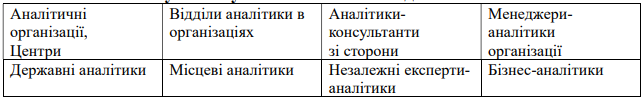 Аналітичні
організації,
Центри
Відділи аналітики в
організаціях
Аналітики-
консультанти
зі сторони
Менеджери-
аналітики
організації
Державні аналітики
Місцеві аналітики
Незалежні експерти-
аналітики
Бізнес-аналітики